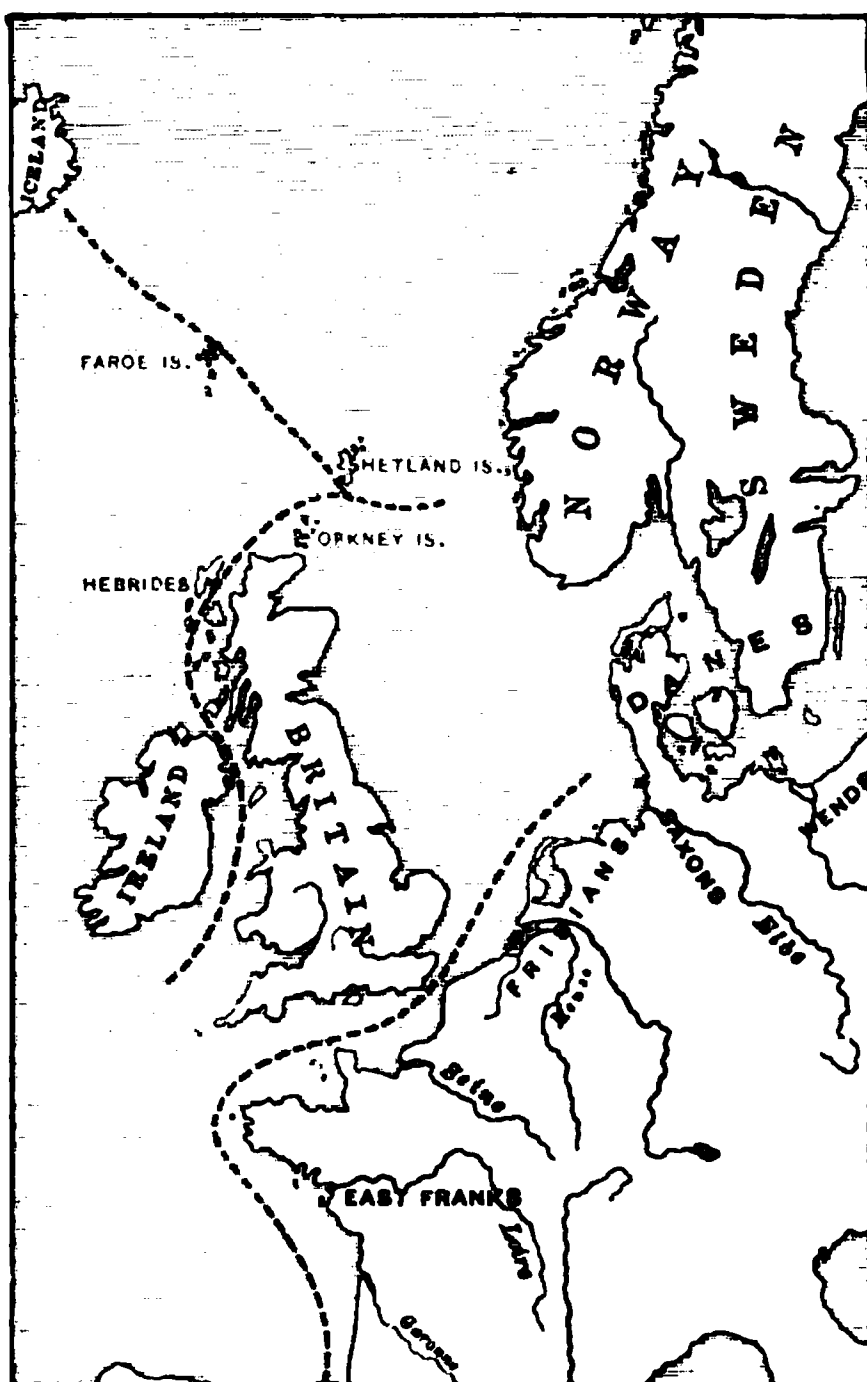 ICELAND
NORWAY
SWEDEN
FAROE IS.
SHETLAND IS.
ORKNEY IS.
HEBRIDES
DANES
BRITAIN
IRELAND
WENDS
SAXONS
FRISIANS
Elbe
Meuse
Seine
EAST FRANKS
Loire
Garonne